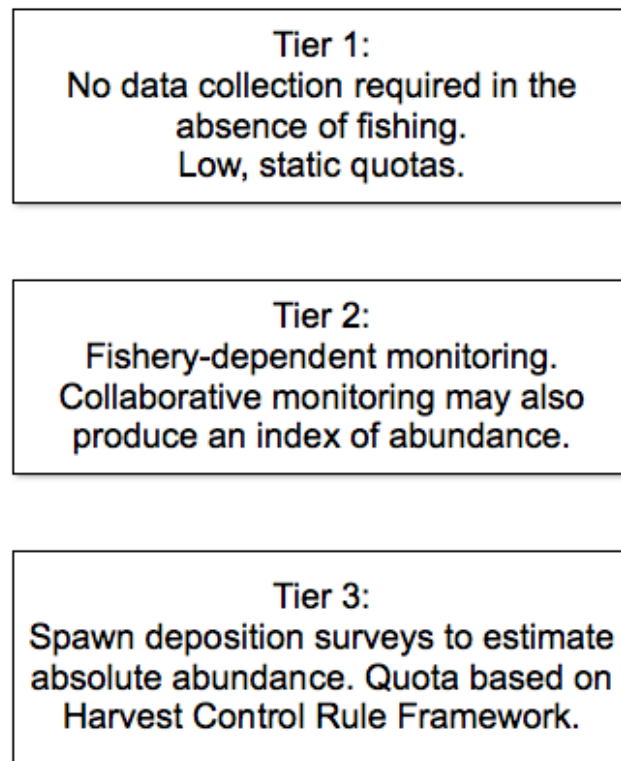 Tier 1:
No data collection required in the
absence of fishing.
Low, static quotas.
Tier 2:
Fishery-dependent monitoring.
Collaborative monitoring may also
produce an index of abundance.
Tier 3:
Spawn deposition surveys to estimate
absolute abundance. Quota based on
Harvest Control Rule Framework.